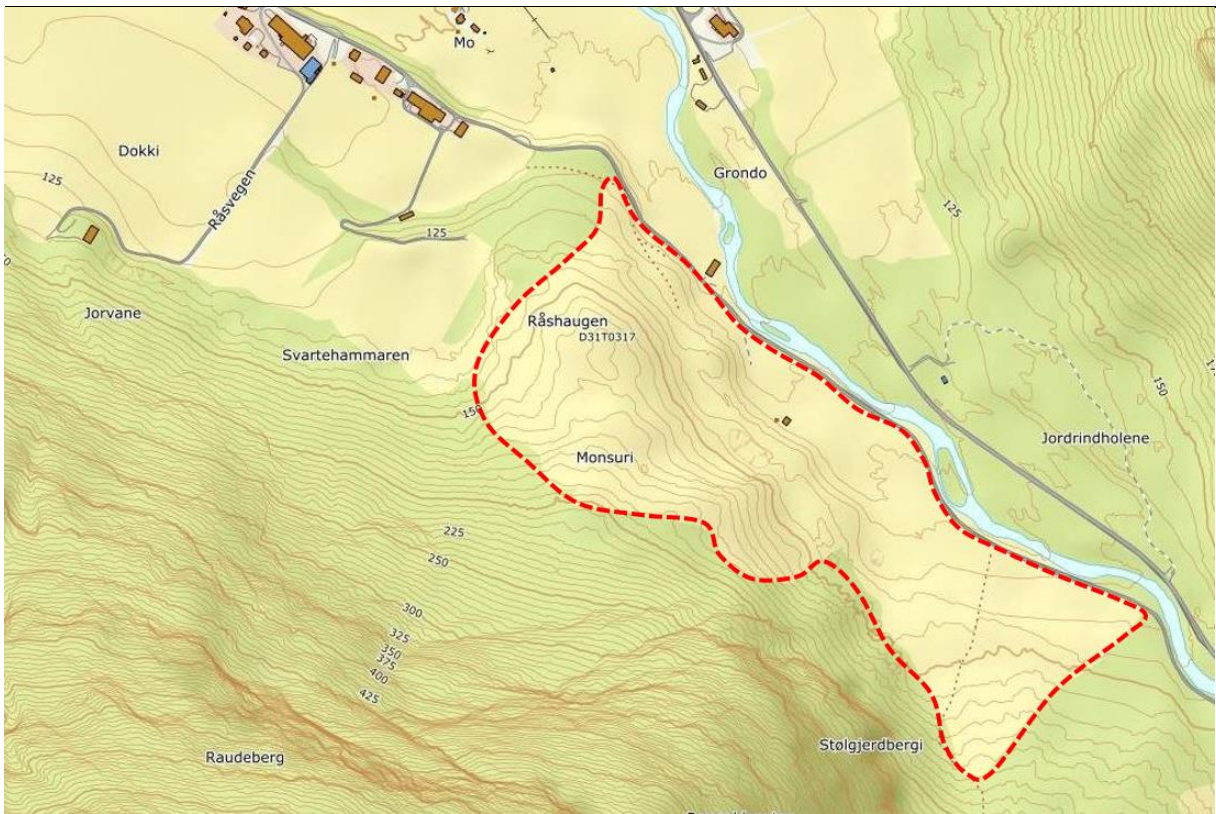 Mo
Dokki
Grondo
125
Råsvegen
125
125
Jorvane
Råshaugen
D31T0317
Svartehammaren
150
150
Jordrindholene
Monsuri
225
250
300
325
350
375
400
425
Stølgjerdbergi
Raudeberg